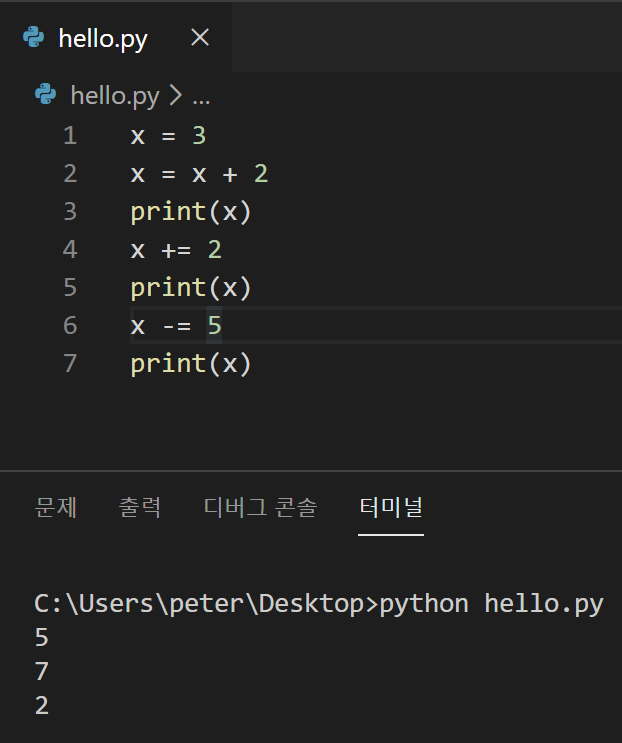 hello.py
hello.py > ...
1 x = 3
2 x = x + 2
3 print(x)
4 x += 2
5 print(x)
6 x -= 5
7 print(x)
문제 출력 디버그 콘솔 터미널
C:\Users\peter\Desktop>python hello.py
5
7
2